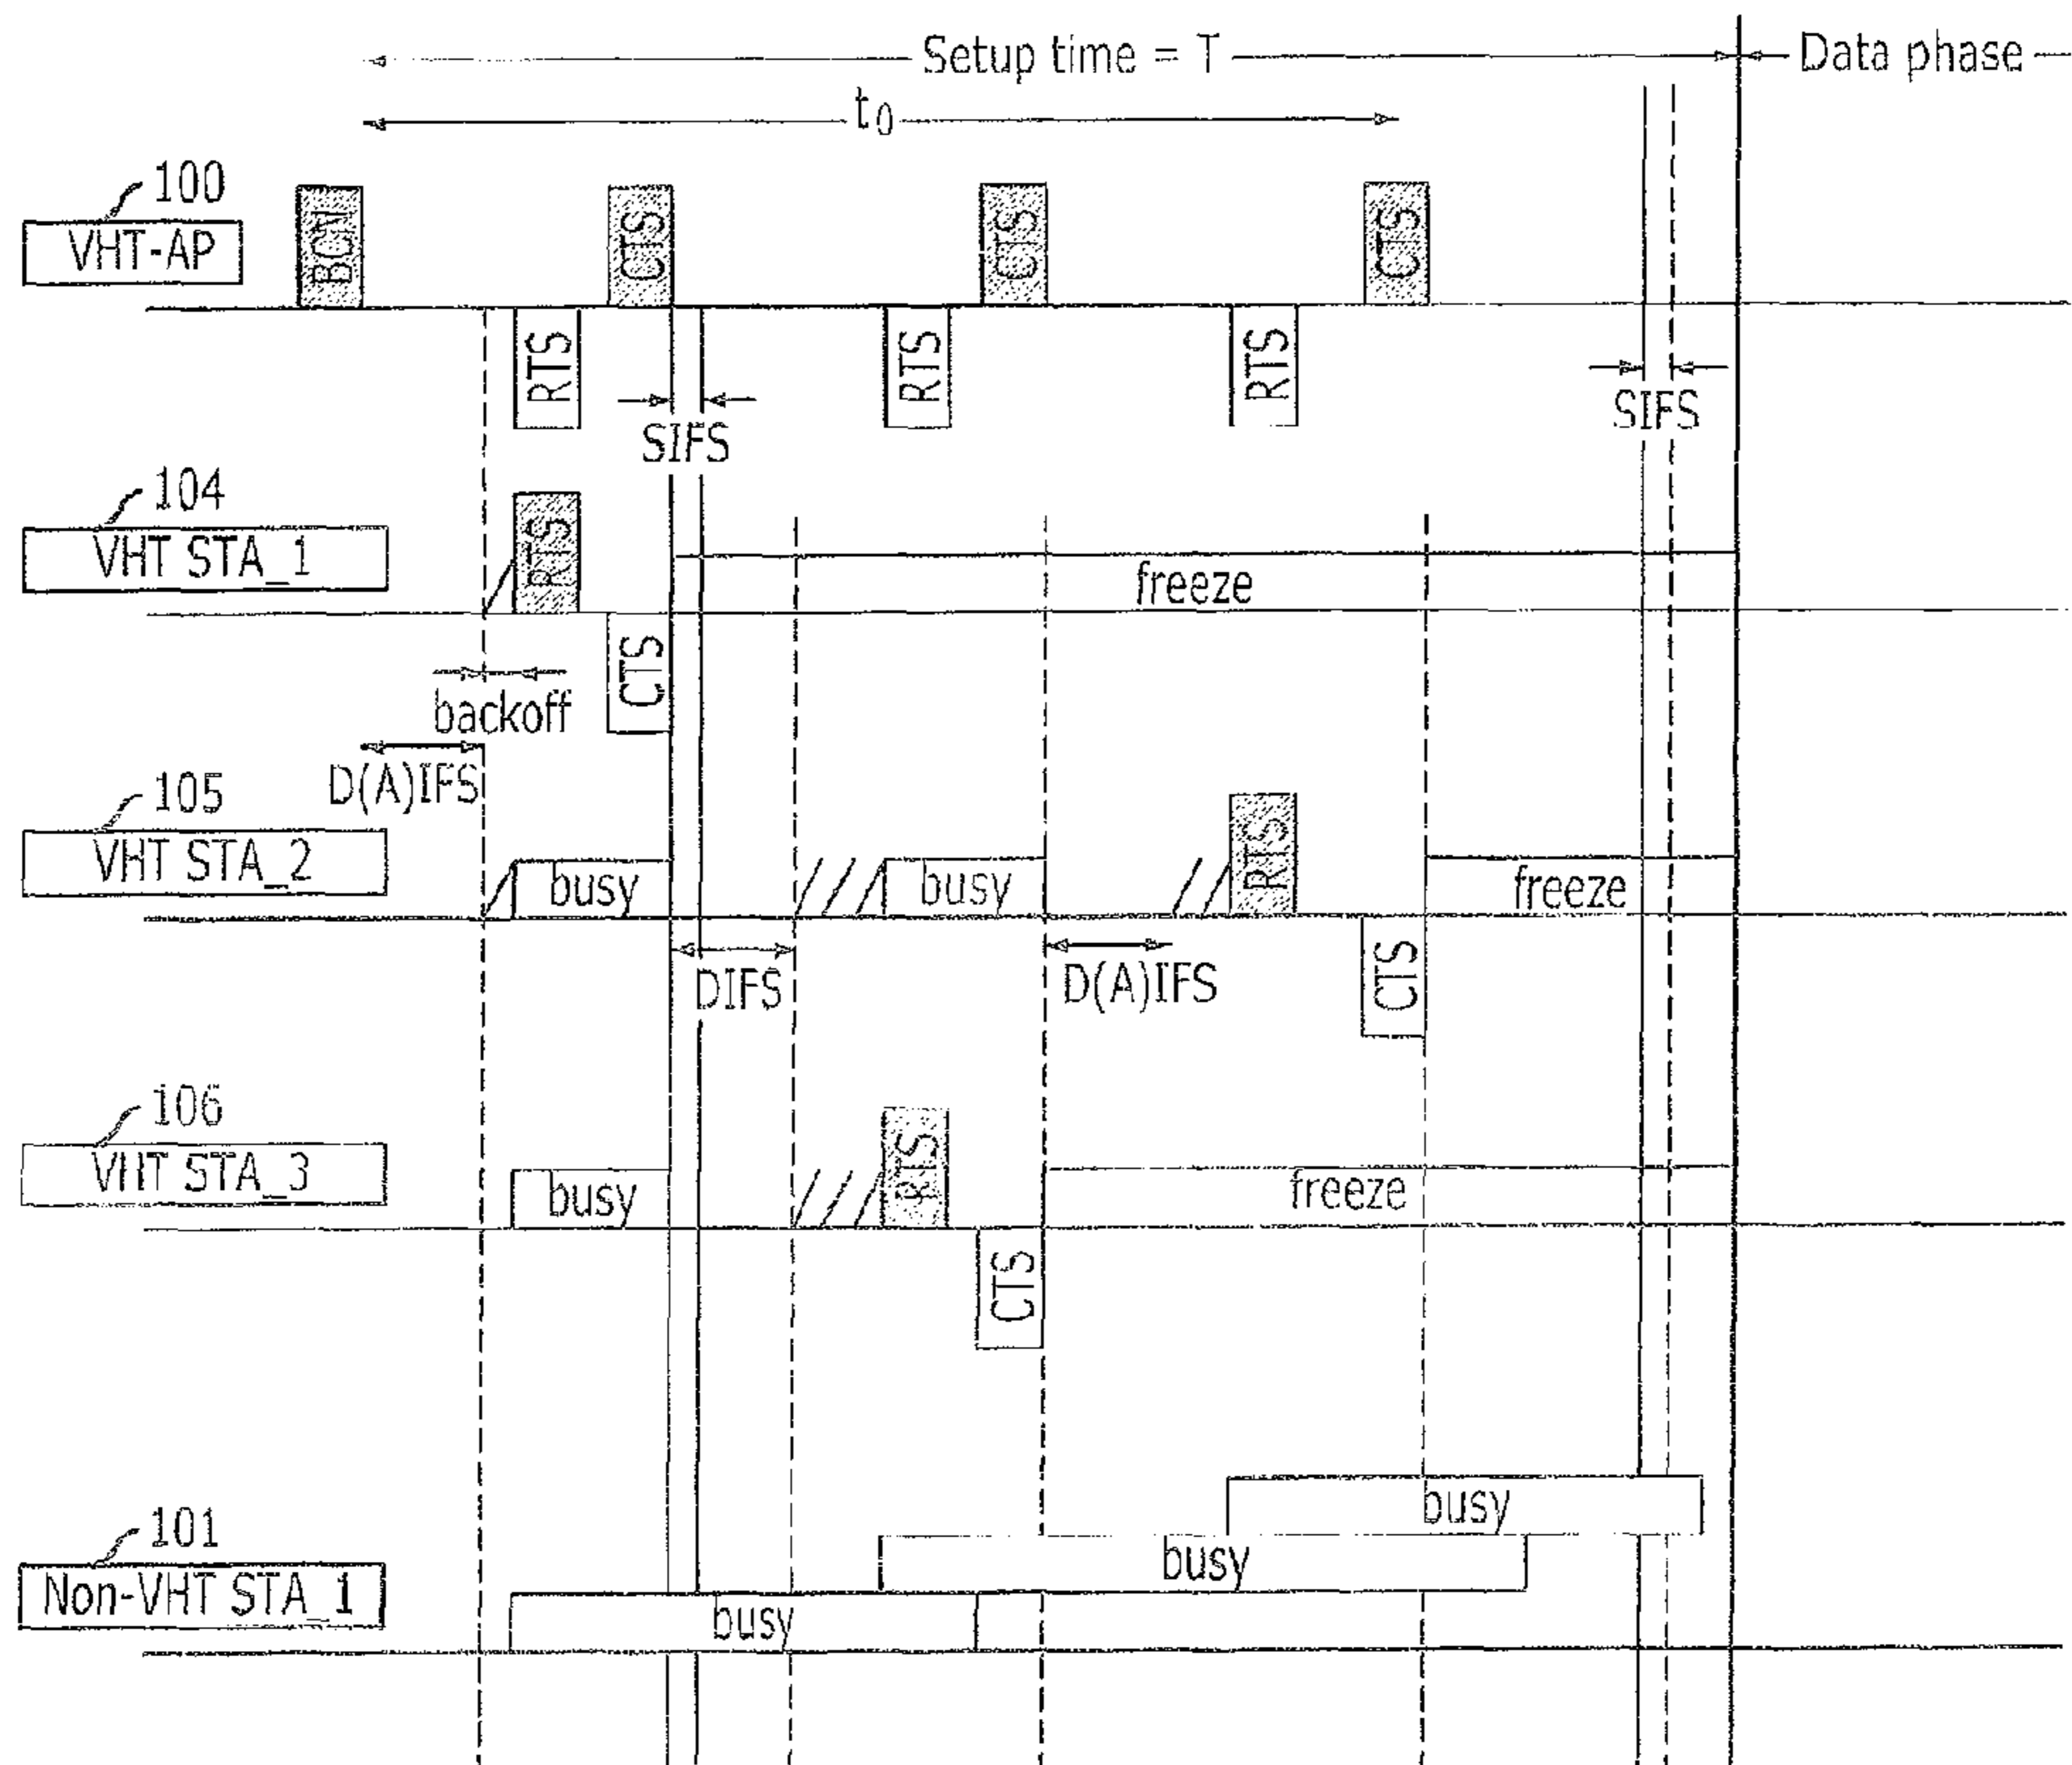 Setup time = T
Data phase
t0
100
VHT-AP
BCN
CTS
CTS
CTS
RTS
RTS
RTS
SIFS
SIFS
104
VHT STA_1
RTS
freeze
CTS
backoff
D(A)IFS
105
VHT STA_2
busy
busy
RTS
freeze
DIFS
D(A)IFS
CTS
106
VHT STA_3
busy
RTS
freeze
CTS
101
Non-VHT STA_1
busy
busy
busy